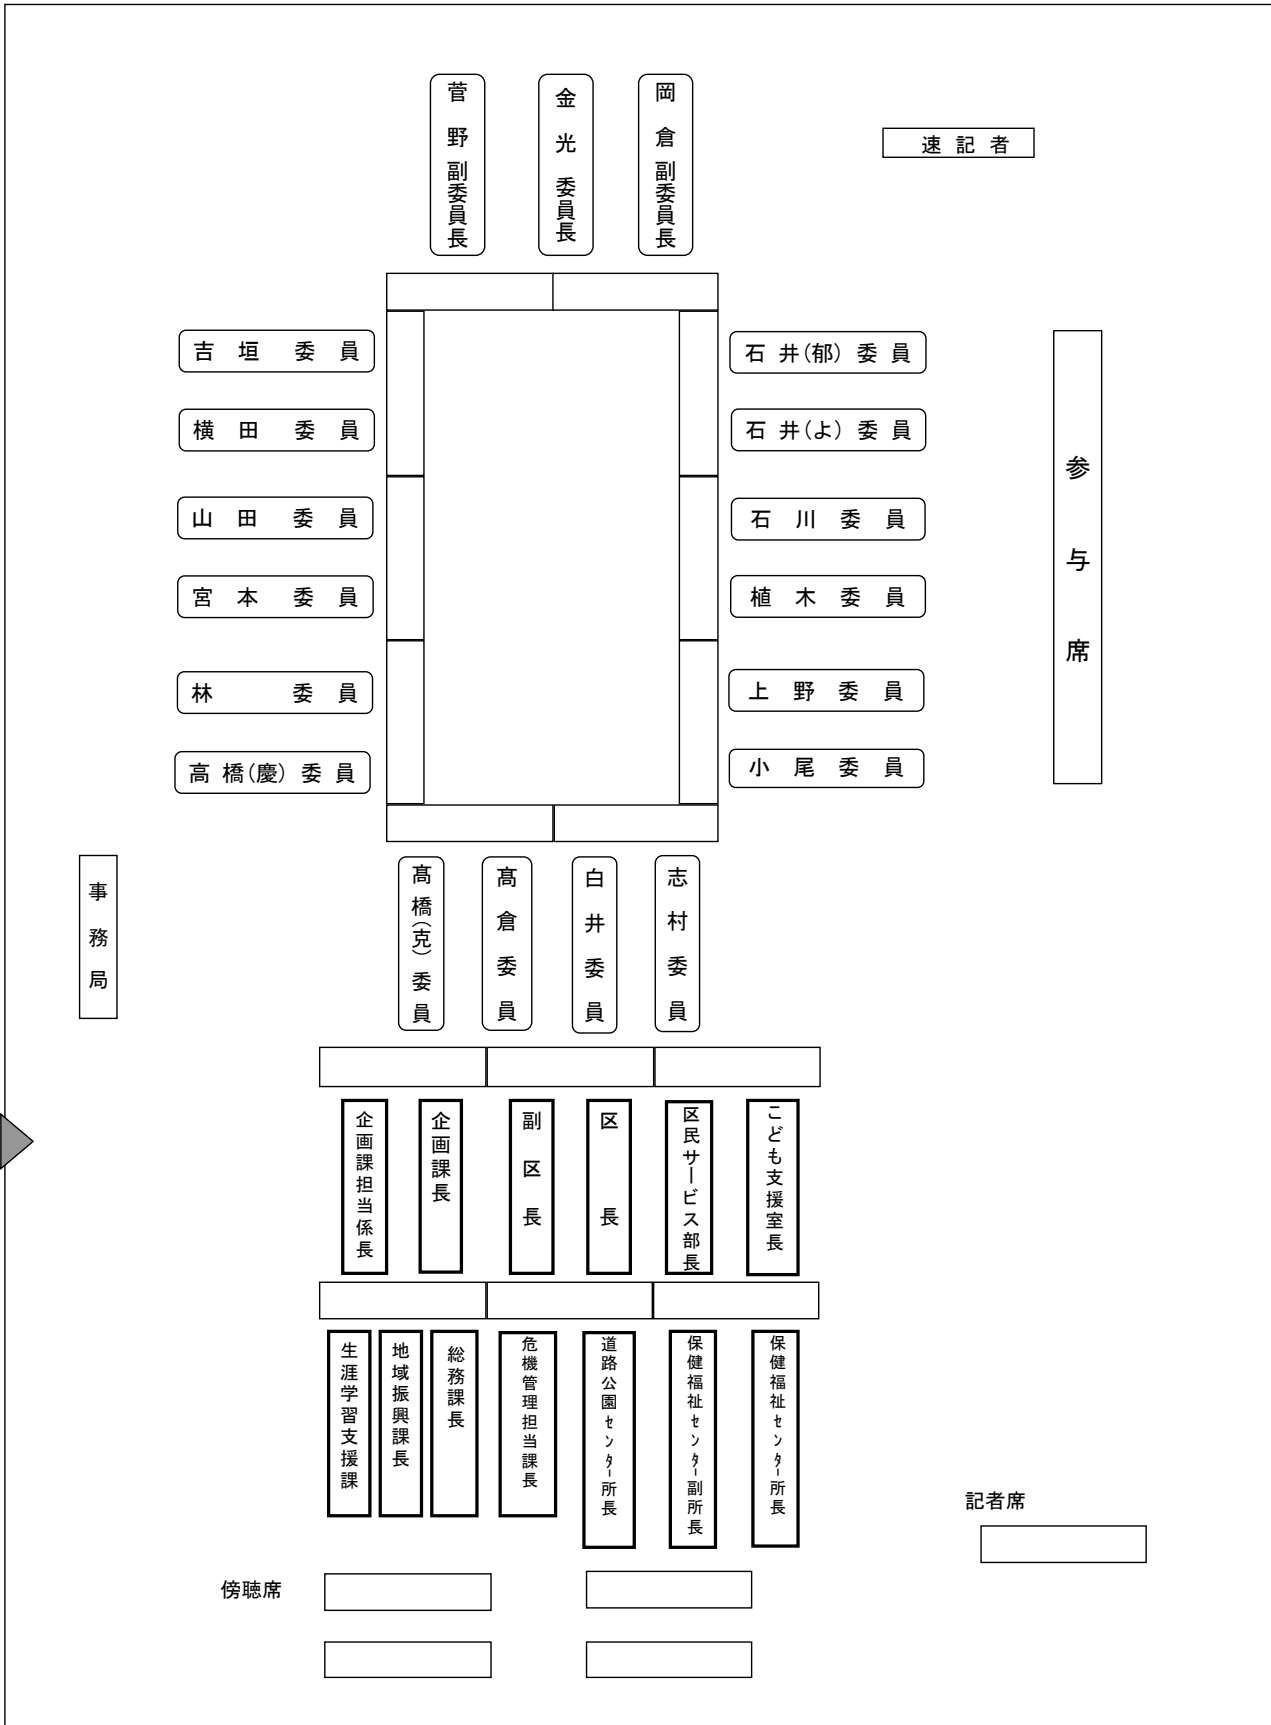 菅野副委員長
金光委員長
岡倉副委員長
速記者
吉垣委員
石井(郁)委員
横田委員
石井(よ)委員
山田委員
石川委員
宮本委員
植木委員
林委員
上野委員
高橋(慶)委員
小尾委員
参与席
事務局
髙橋(克)委員
髙倉委員
白井委員
志村委員
企画課担当係長
企画課長
副区長
区長
区民サービス部長
こども支援室長
生涯学習支援課
地域振興課長
総務課長
危機管理担当課長
道路公園ｾﾝﾀｰ所長
保健福祉ｾﾝﾀｰ副所長
保健福祉ｾﾝﾀｰ所長
記者席
傍聴席